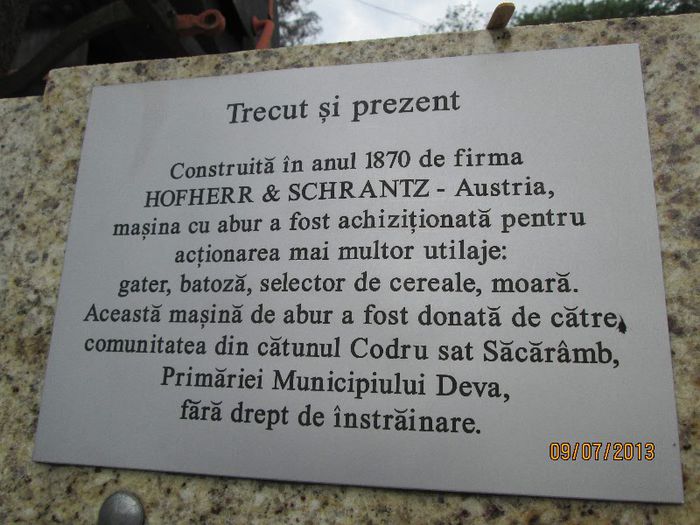 Trecut și prezent
Construită în anul 1870 de firma
HOFHERR & SCHRANTZ - Austria,
mașina cu abur a fost achiziționată pentru
acționarea mai multor utilaje:
gater, batoză, selector de cereale, moară.
Această mașină de abur a fost donată de către
comunitatea din cătunul Codru sat Săcărâmb,
Primăriei Municipiului Deva,
fără drept de înstrăinare.
09/07/2013